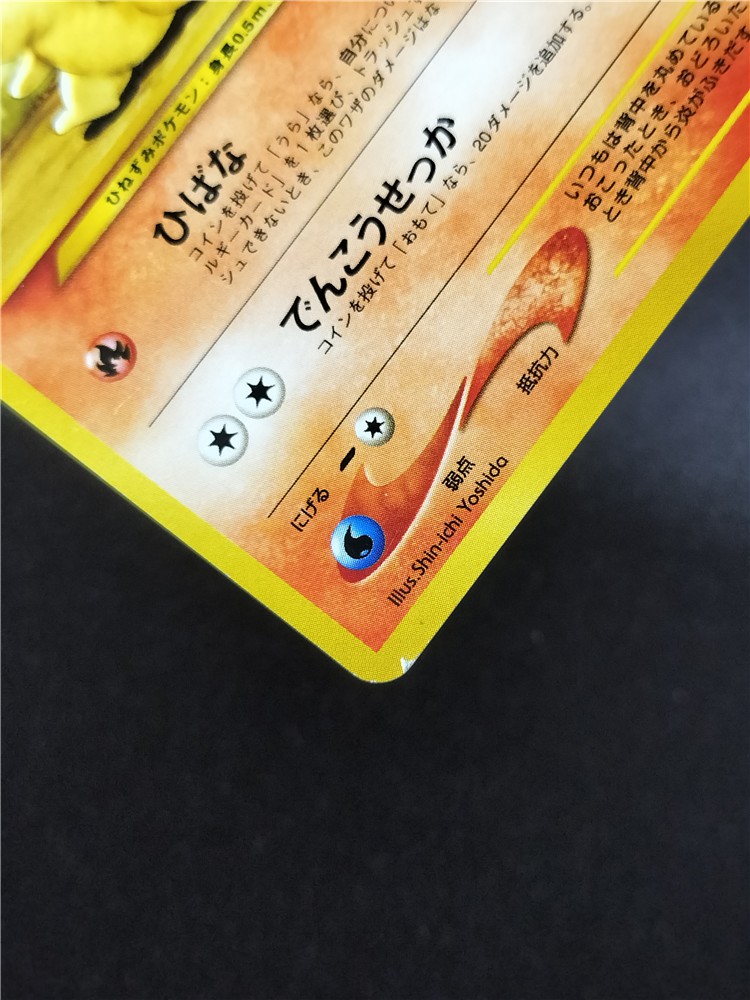 ひねずみポケモン:身長0.5m
ひばな
コインを投げて「うら」なら、自分につい
ルギーカード」を1枚選び、トラッシュ
シュできないとき、このワザのダメージはな
でんこうせっか
コインを投げて「おもて」なら、20ダメージを追加する。
いつもは背中を丸めている
おこったとき、おどろいた
とき背中から炎がふきだす
にげる
弱点
抵抗力
Illus.Shin-ichi Yoshida